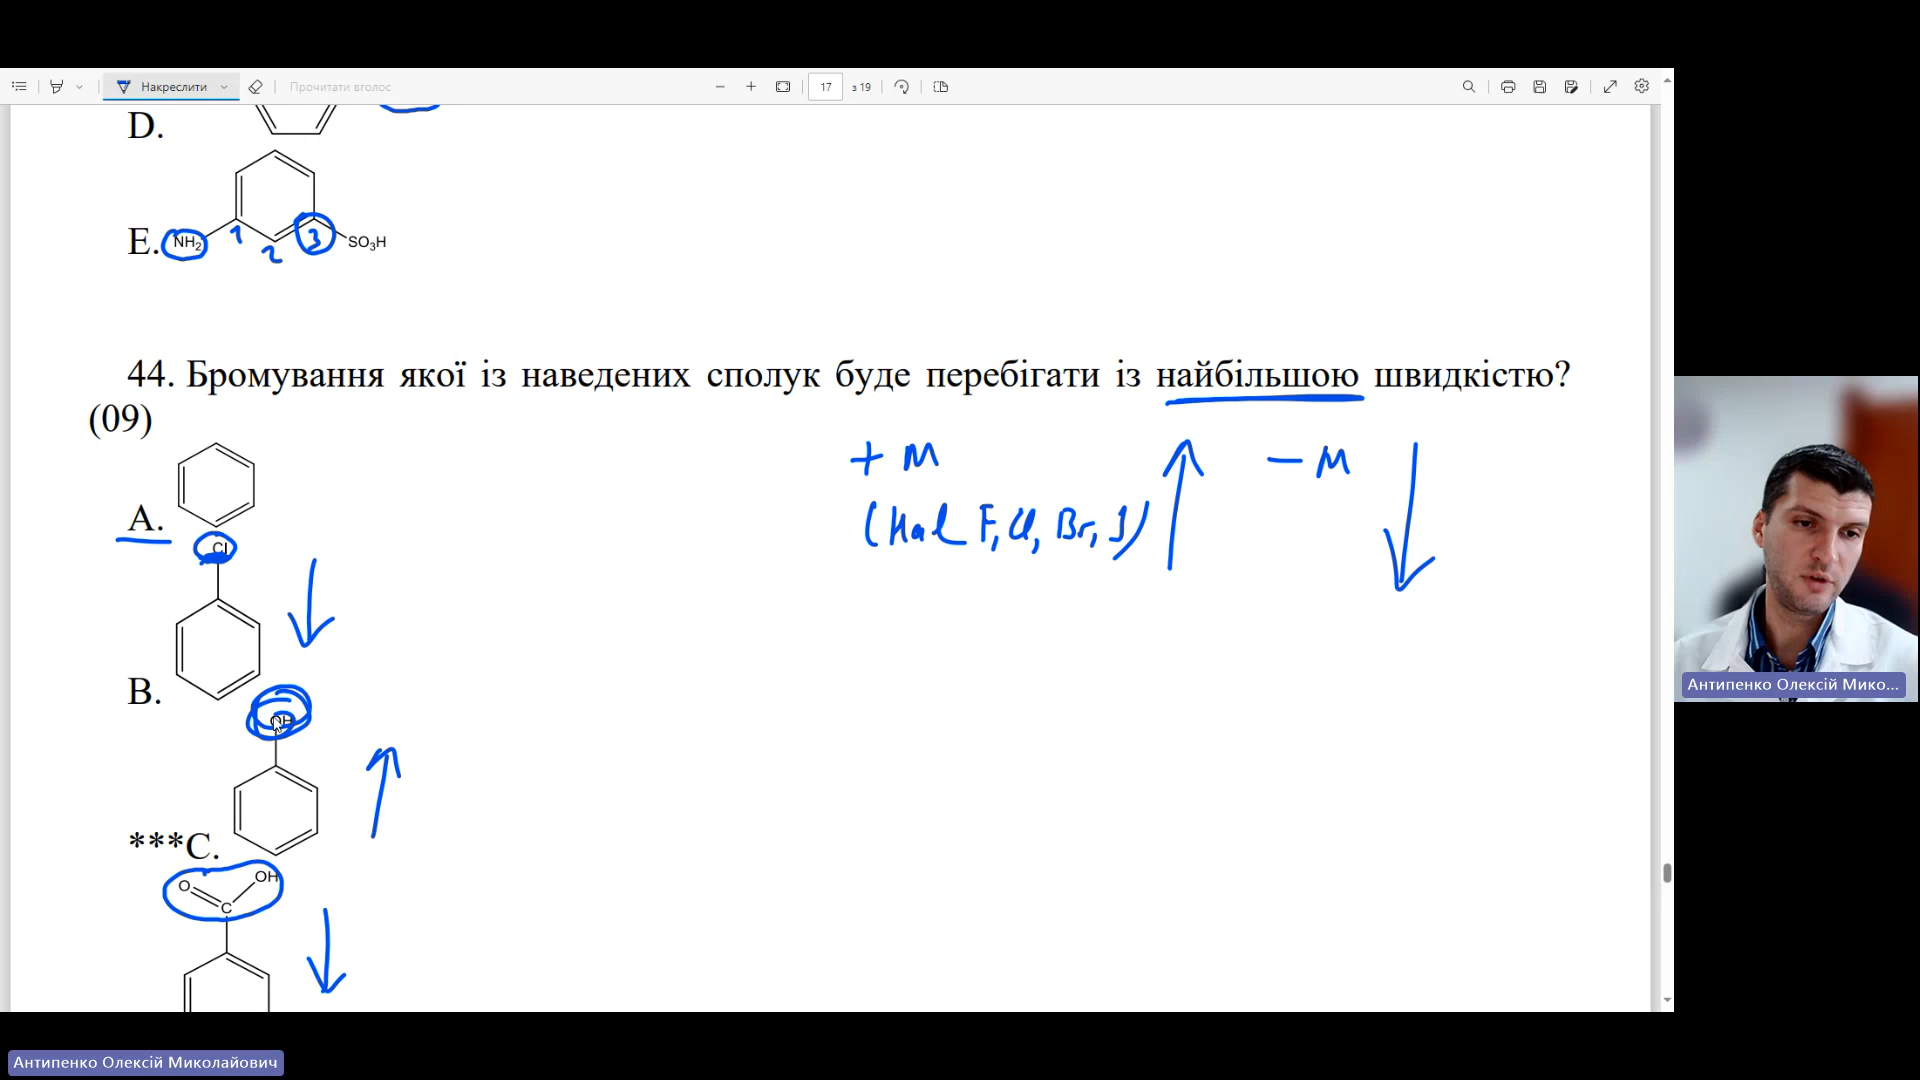 Накреслити
Прочитати вголос
17 з 19
D.
E. NH2 1 2 3 SO3H
44. Бромування якої із наведених сполук буде перебігати із найбільшою швидкістю?
(09)
+ M
- M
(Hal F, Cl, Br, J)
A.
Cl
B.
OH
***C.
O OH
C
Антипенко Олексій Мико...
Антипенко Олексій Миколайович